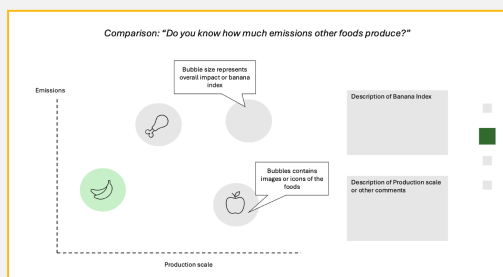 Comparison: “Do you know how much emissions other foods produce?”
Bubble size represents
overall impact or banana
index
Emissions
Description of Banana Index
Bubbles contains
images or icons of the
foods
Description of Production scale
or other comments
Production scale